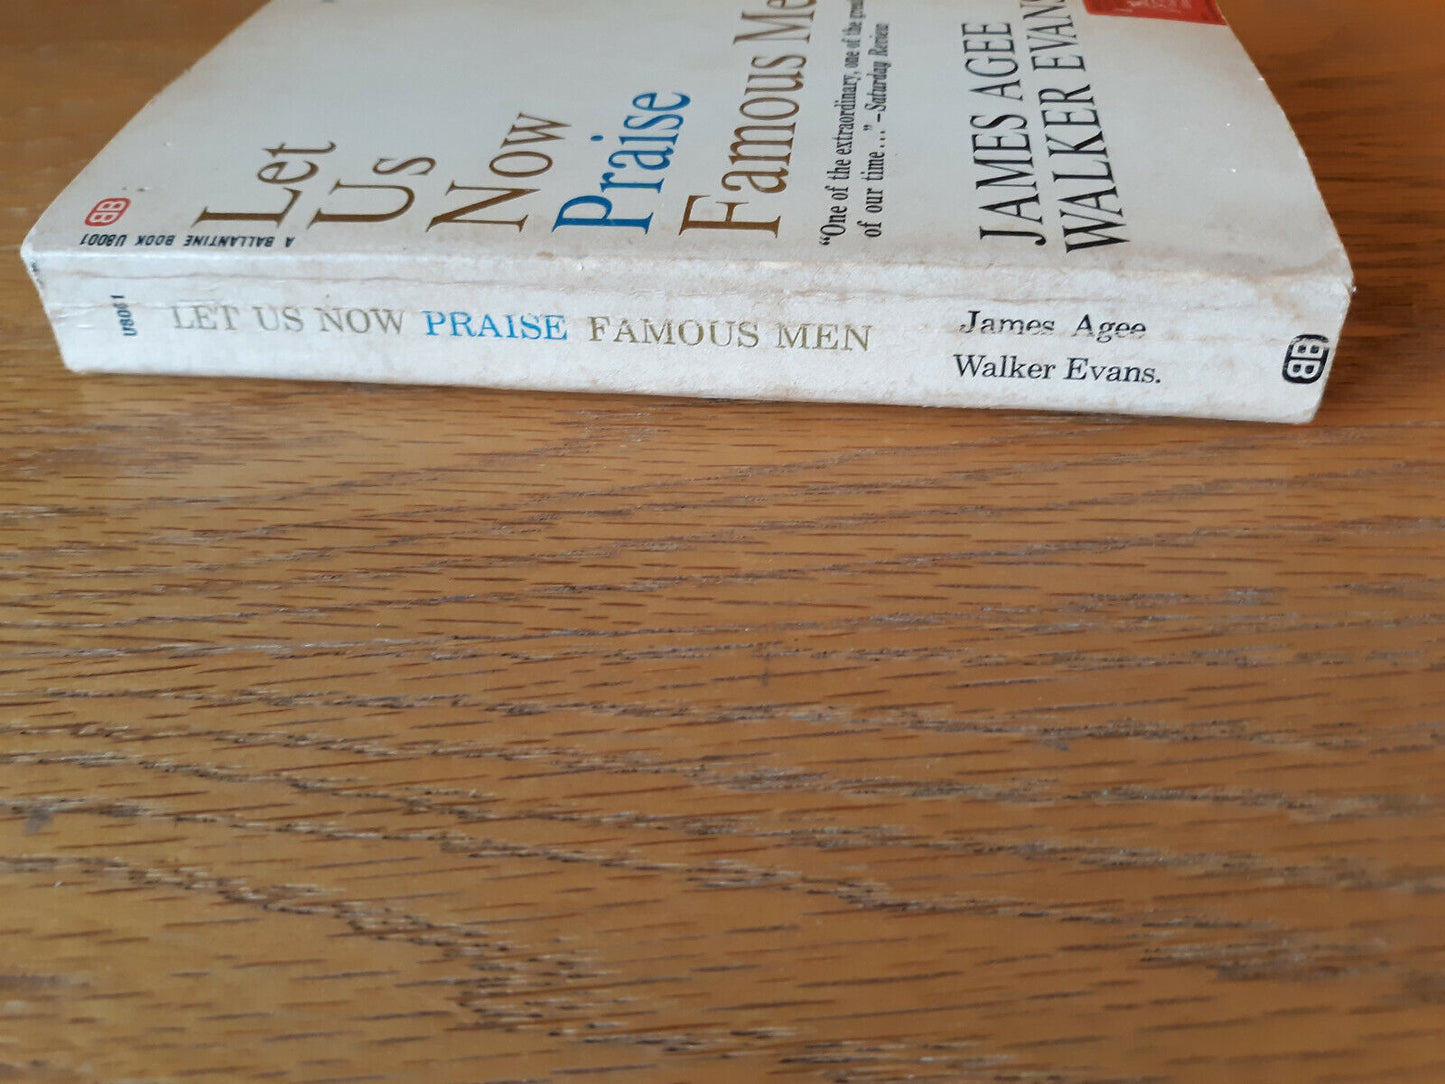 BB
A BALLANTINE BOOK U8001
Let
Us
Now
Praise
Famous Me
"One of the extraordinary, one of the
of our time..." —Saturday Review
JAMES AGEE
WALKER EVANS
U8001
LET US NOW PRAISE FAMOUS MEN
James Agee
Walker Evans.
BB